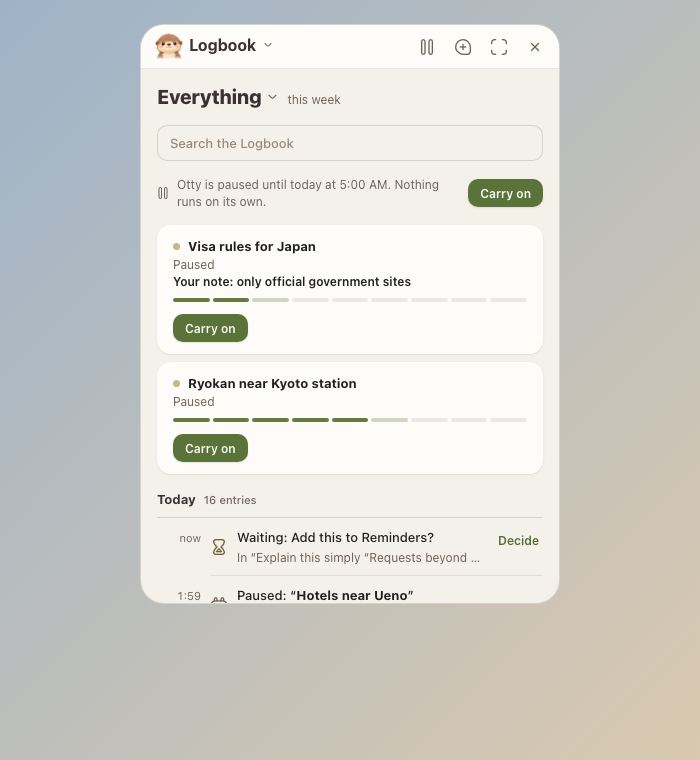 Logbook
Everything this week
Search the Logbook
Otty is paused until today at 5:00 AM. Nothing
runs on its own.
Carry on
Visa rules for Japan
Paused
Your note: only official government sites
Carry on
Ryokan near Kyoto station
Paused
Carry on
Today 16 entries
now Waiting: Add this to Reminders? Decide
In “Explain this simply “Requests beyond ...
1:59 Paused: “Hotels near Ueno”